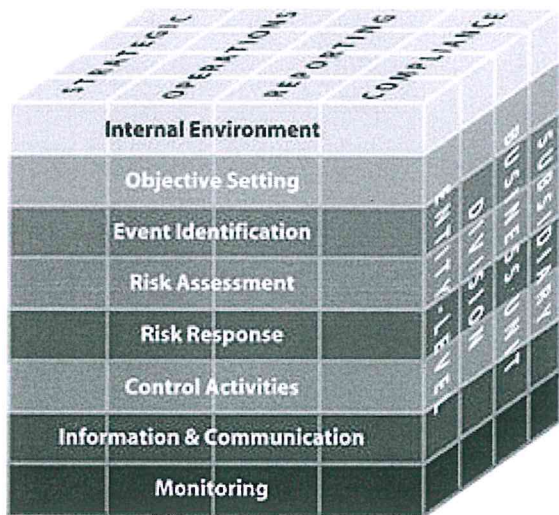 STRATEGIC
OPERATIONS
REPORTING
COMPLIANCE
Internal Environment
Objective Setting
Event Identification
Risk Assessment
Risk Response
Control Activities
Information & Communication
Monitoring
ENTITY-LEVEL
DIVISION
BUSINESS UNIT
SUBSIDIARY